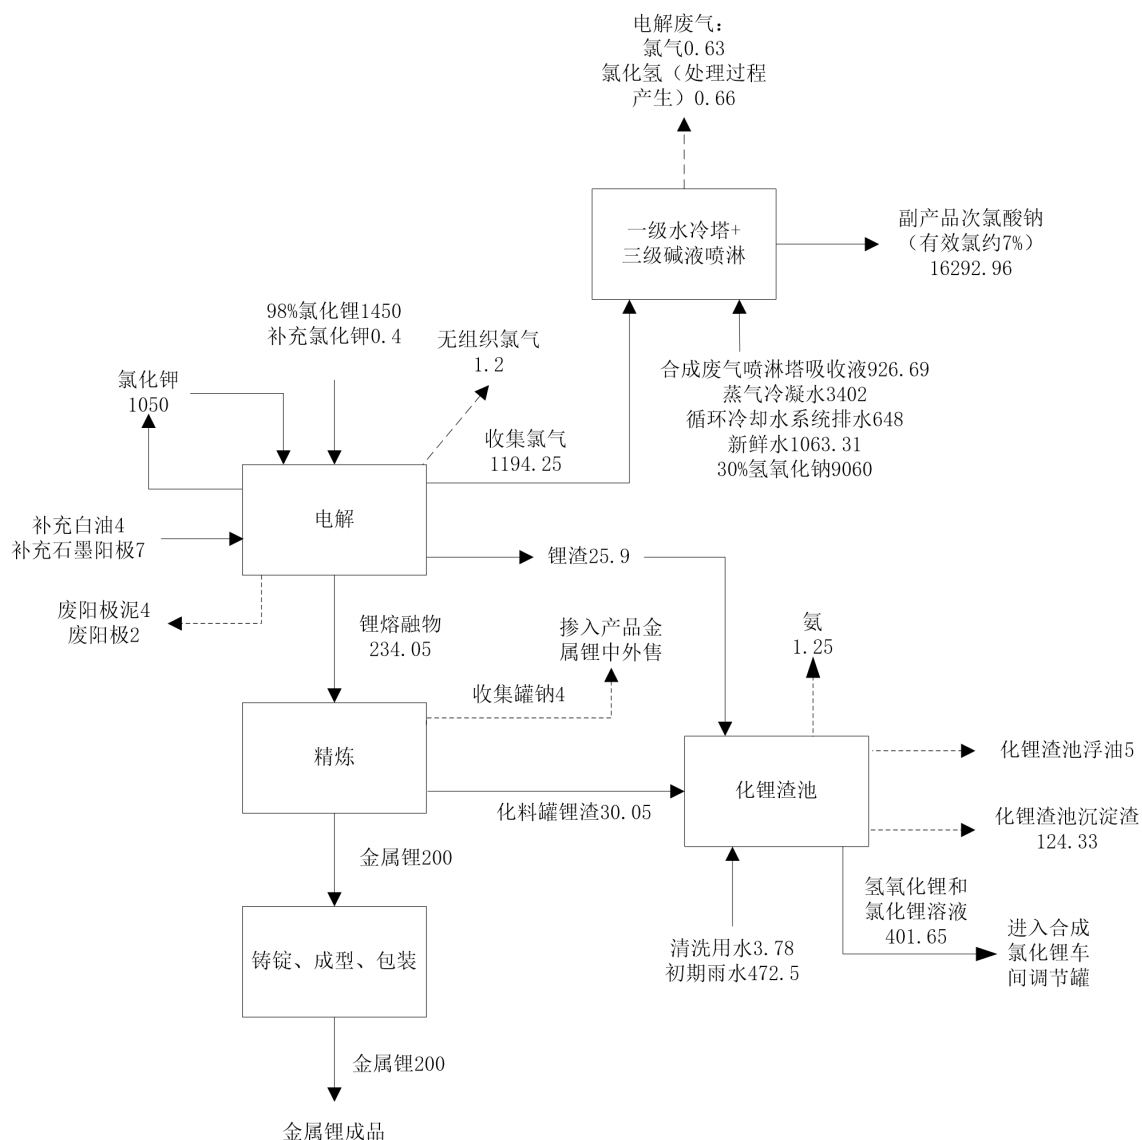 电解废气：
氯气0.63
氯化氢（处理过程
产生）0.66
一级水冷塔+
三级碱液喷淋
副产品次氯酸钠
（有效氯约7%）
16292.96
98%氯化锂1450
补充氯化钾0.4
无组织氯气
1.2
氯化钾
1050
合成废气喷淋塔吸收液926.69
蒸气冷凝水3402
循环冷却水系统排水648
新鲜水1063.31
30%氢氧化钠9060
收集氯气
1194.25
电解
补充白油4
补充石墨阳极7
锂渣25.9
废阳极泥4
废阳极2
锂熔融物
234.05
掺入产品金
属锂中外售
氨
1.25
收集罐钠4
精炼
化锂渣池
化锂渣池浮油5
化料罐锂渣30.05
化锂渣池沉淀渣
124.33
金属锂200
氢氧化锂和
氯化锂溶液
401.65
进入合成
氯化锂车
间调节罐
清洗用水3.78
初期雨水472.5
铸锭、成型、包装
金属锂200
金属锂成品